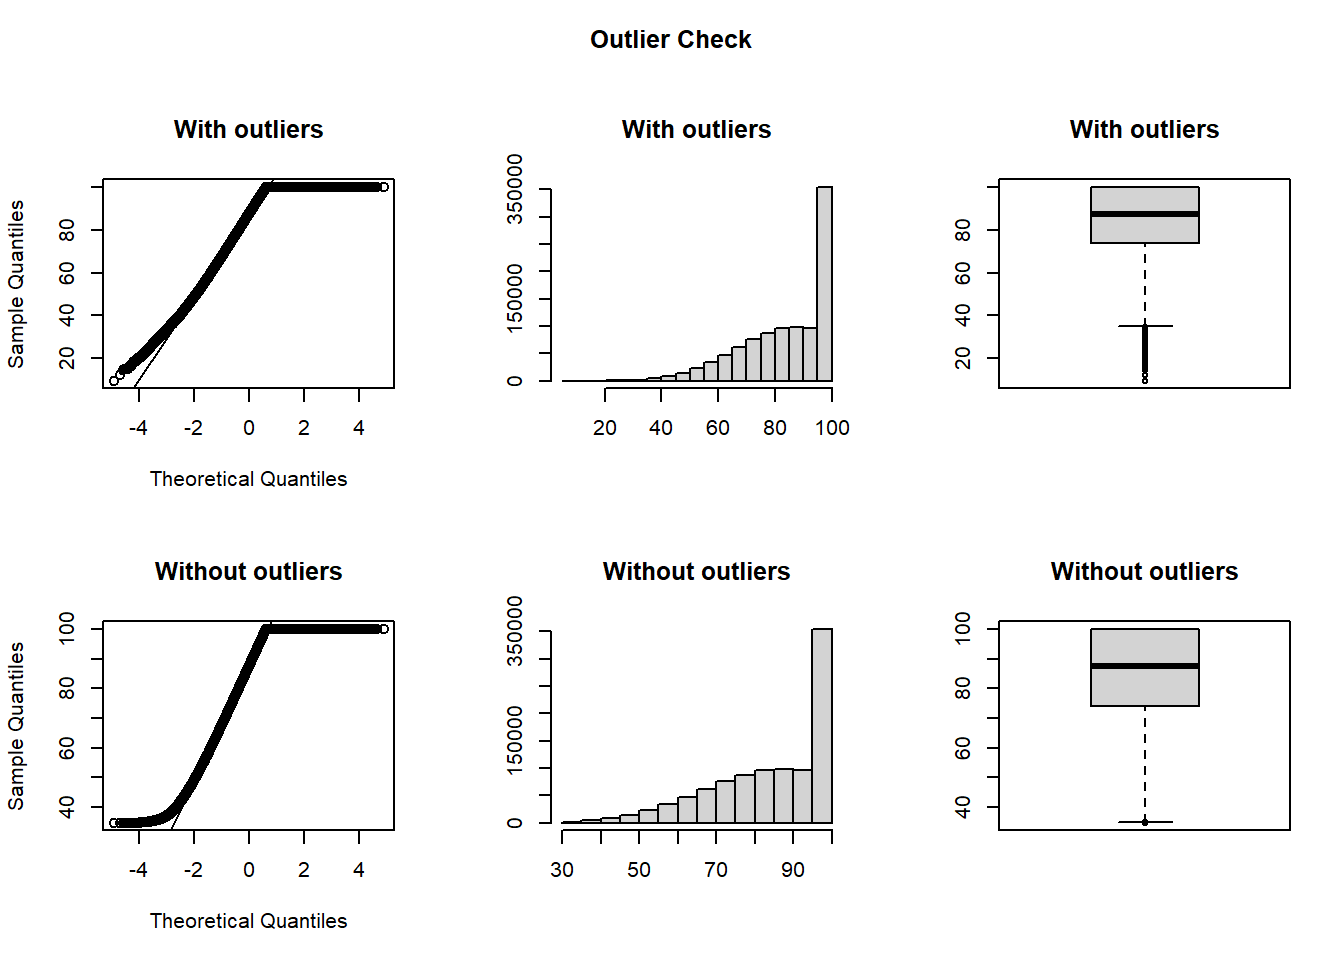 Outlier Check
With outliers
With outliers
With outliers
Sample Quantiles
20 40 60 80
-4 -2 0 2 4
Theoretical Quantiles
0 150000 350000
20 40 60 80 100
20 40 60 80
Without outliers
Without outliers
Without outliers
Sample Quantiles
40 60 80 100
-4 -2 0 2 4
Theoretical Quantiles
0 150000 350000
30 50 70 90
40 60 80 100